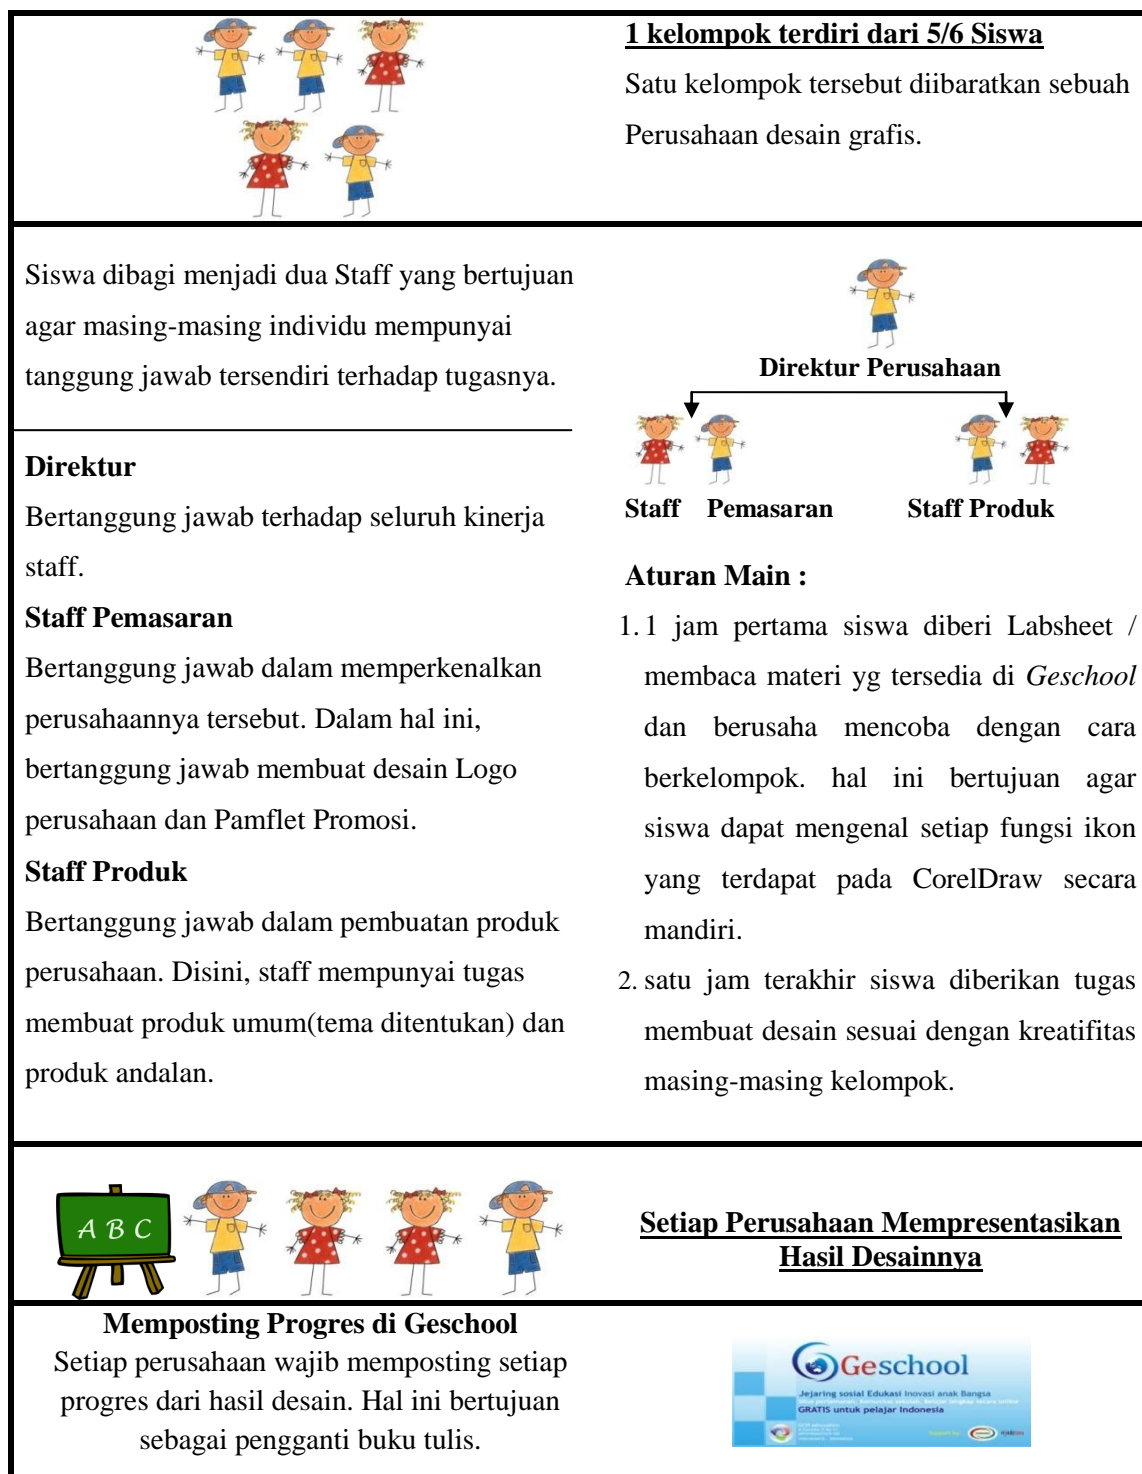 1 kelompok terdiri dari 5/6 Siswa
Satu kelompok tersebut diibaratkan sebuah
Perusahaan desain grafis.
Siswa dibagi menjadi dua Staff yang bertujuan
agar masing-masing individu mempunyai
tanggung jawab tersendiri terhadap tugasnya.
Direktur
Bertanggung jawab terhadap seluruh kinerja
staff.
Staff Pemasaran
Bertanggung jawab dalam memperkenalkan
perusahaannya tersebut. Dalam hal ini,
bertanggung jawab membuat desain Logo
perusahaan dan Pamflet Promosi.
Staff Produk
Bertanggung jawab dalam pembuatan produk
perusahaan. Disini, staff mempunyai tugas
membuat produk umum(tema ditentukan) dan
produk andalan.
Direktur Perusahaan
Staff Pemasaran Staff Produk
Aturan Main :
1. 1 jam pertama siswa diberi Labsheet /
membaca materi yg tersedia di Geschool
dan berusaha mencoba dengan cara
berkelompok. hal ini bertujuan agar
siswa dapat mengenal setiap fungsi ikon
yang terdapat pada CorelDraw secara
mandiri.
2. satu jam terakhir siswa diberikan tugas
membuat desain sesuai dengan kreatifitas
masing-masing kelompok.
A B C
Setiap Perusahaan Mempresentasikan
Hasil Desainnya
Memposting Progres di Geschool
Setiap perusahaan wajib memposting setiap
progres dari hasil desain. Hal ini bertujuan
sebagai pengganti buku tulis.
Geschool
Jejaring sosial Edukasi Inovasi anak Bangsa
GRATIS untuk pelajar Indonesia